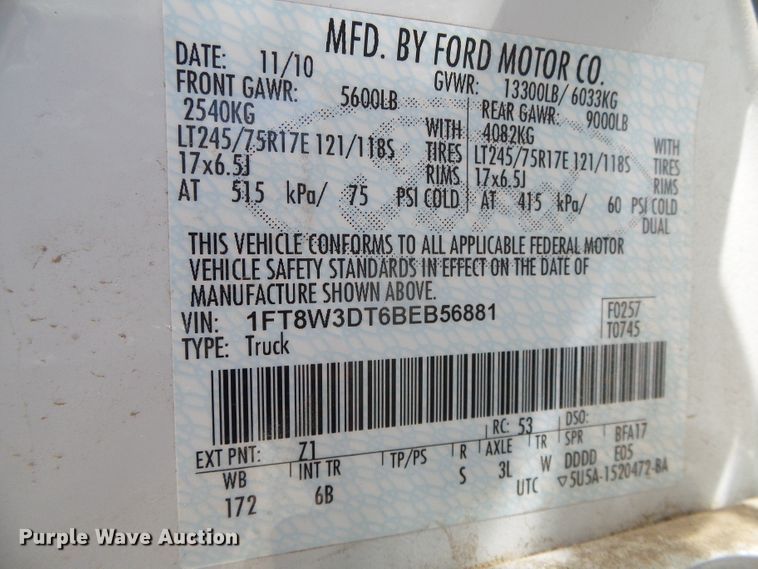 MFD. BY FORD MOTOR CO.
DATE: 11/10 GVWR: 13300LB/ 6033KG
FRONT GAWR: 5600LB REAR GAWR: 9000LB
2540KG WITH 4082KG WITH
LT245/75R17E 121/118S TIRES LT245/75R17E 121/118S TIRES
17x6.5J RIMS 17x6.5J RIMS
AT 515 kPa/ 75 PSI COLD AT 415 kPa/ 60 PSI COLD
DUAL
THIS VEHICLE CONFORMS TO ALL APPLICABLE FEDERAL MOTOR
VEHICLE SAFETY STANDARDS IN EFFECT ON THE DATE OF
MANUFACTURE SHOWN ABOVE.
VIN: 1FT8W3DT6BEB56881 F0257
TYPE: Truck T0745
EXT PNT: Z1 RC: 53 DSO:
WB INT TR TP/PS R AXLE TR SPR BFA17
172 6B S 3L W DDDD E05
UTC ▽5U5A-1520472-BA
Purple Wave Auction